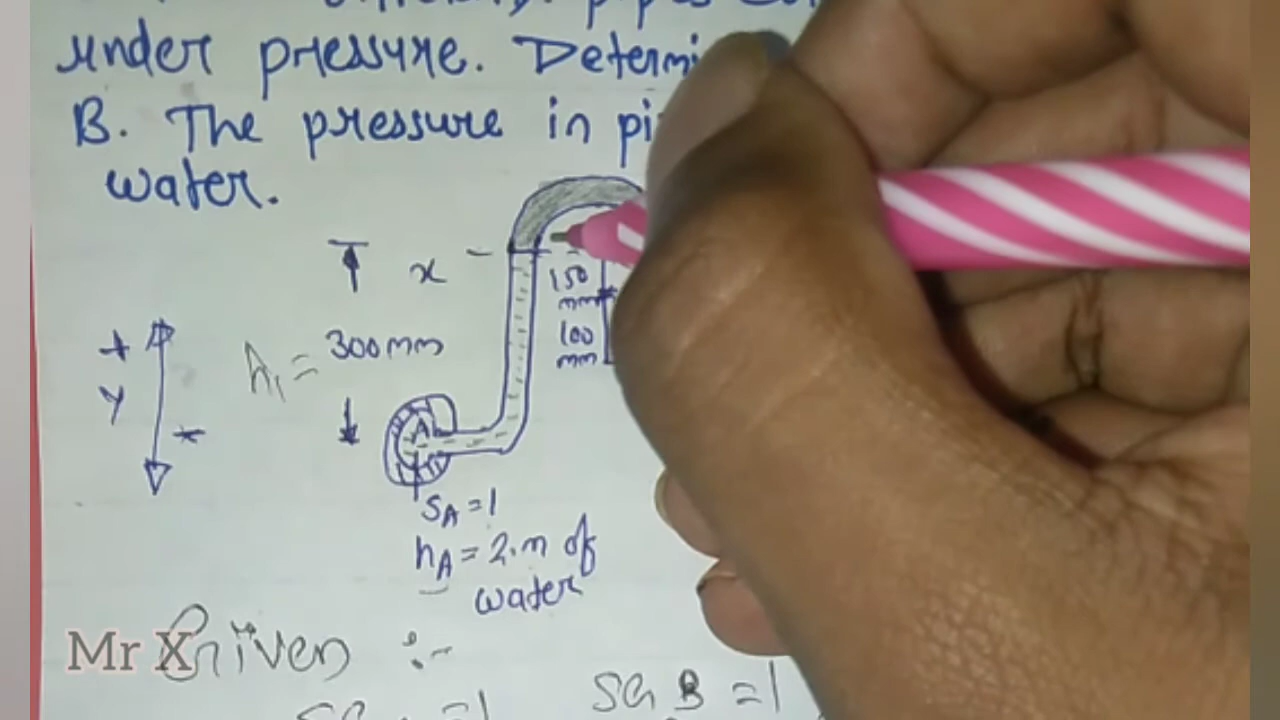 under pressure. Determi
B. The pressure in pi
water.
x
150
mm
+
h₁ = 300mm
100
mm
y
A
SA = 1
hA = 2.m of
water
Mr X
Given :-
SG B = 1